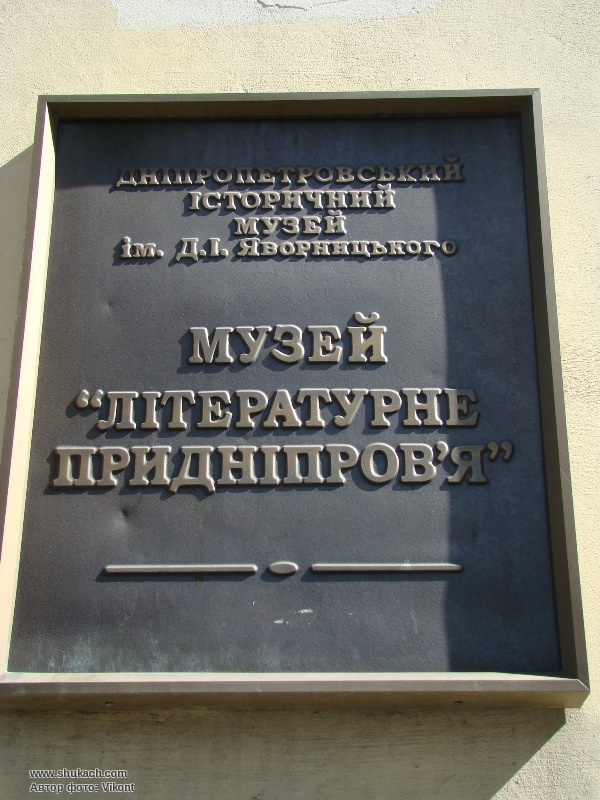 ДНІПРОПЕТРОВСЬКИЙ
ІСТОРИЧНИЙ
МУЗЕЙ
ім. Д.І. Яворницького
МУЗЕЙ
“ЛІТЕРАТУРНЕ
ПРИДНІПРОВ’Я”
www.shukach.com
Автор фото: Vikont